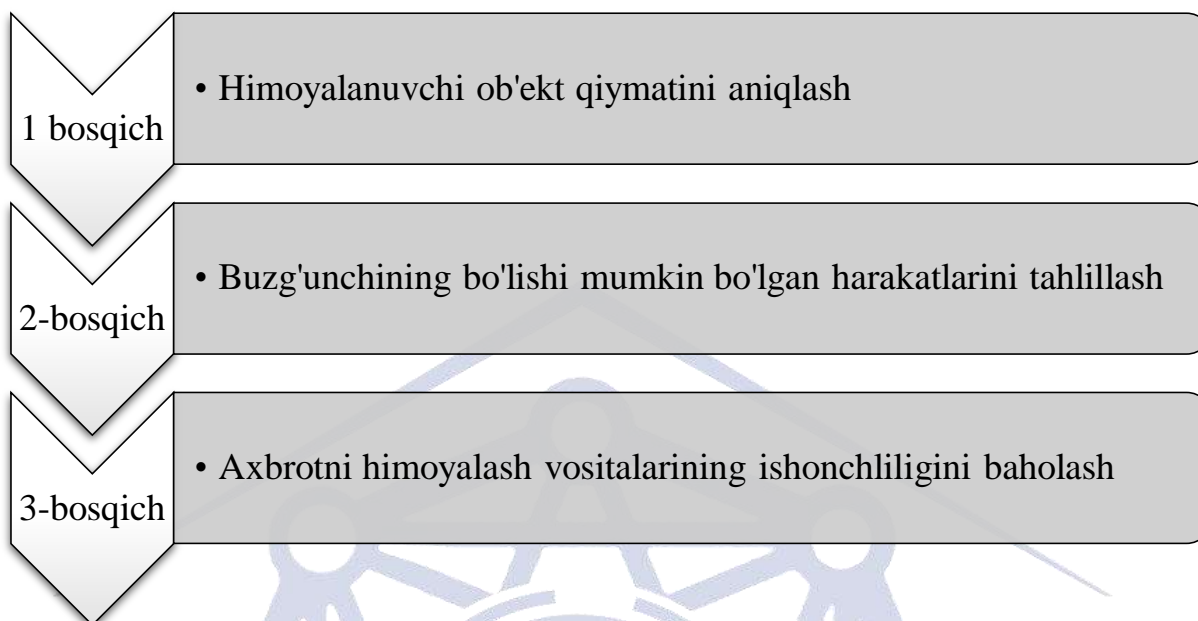 1 bosqich
• Himoyalanuvchi ob'ekt qiymatini aniqlash
2-bosqich
• Buzg'unchining bo'lishi mumkin bo'lgan harakatlarini tahlillash
3-bosqich
• Axbrotni himoyalash vositalarining ishonchliligini baholash